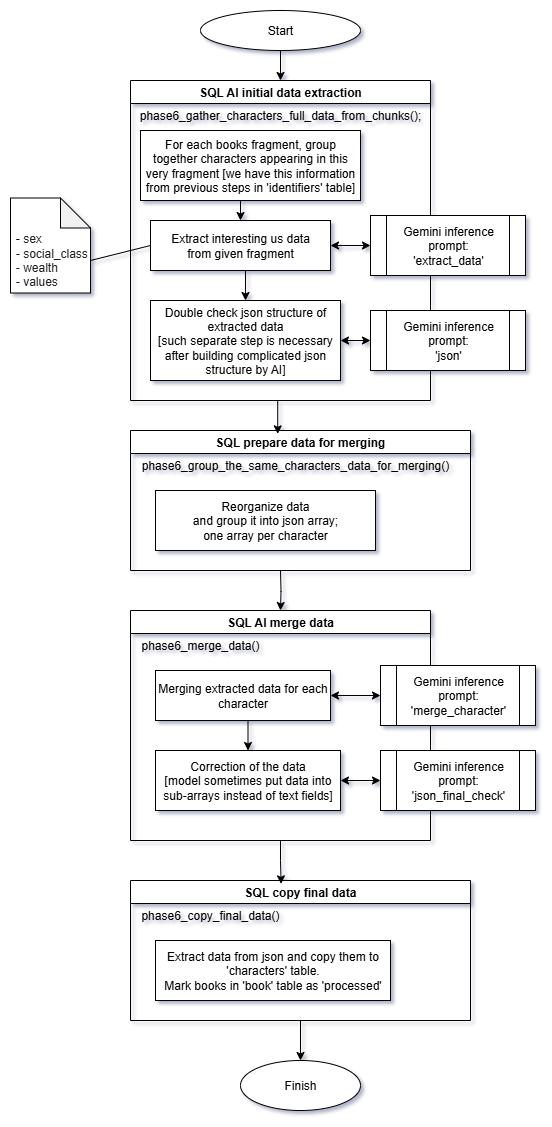 Start
SQL AI initial data extraction
phase6_gather_characters_full_data_from_chunks();
For each books fragment, group
together characters appearing in this
very fragment [we have this information
from previous steps in 'identifiers' table]
- sex
- social_class
- wealth
- values
Extract interesting us data
from given fragment
Gemini inference
prompt:
'extract_data'
Double check json structure of
extracted data
[such separate step is necessary
after building complicated json
structure by AI]
Gemini inference
prompt:
'json'
SQL prepare data for merging
phase6_group_the_same_characters_data_for_merging()
Reorganize data
and group it into json array;
one array per character
SQL AI merge data
phase6_merge_data()
Merging extracted data for each
character
Gemini inference
prompt:
'merge_character'
Correction of the data
[model sometimes put data into
sub-arrays instead of text fields]
Gemini inference
prompt:
'json_final_check'
SQL copy final data
phase6_copy_final_data()
Extract data from json and copy them to
'characters' table.
Mark books in 'book' table as 'processed'
Finish